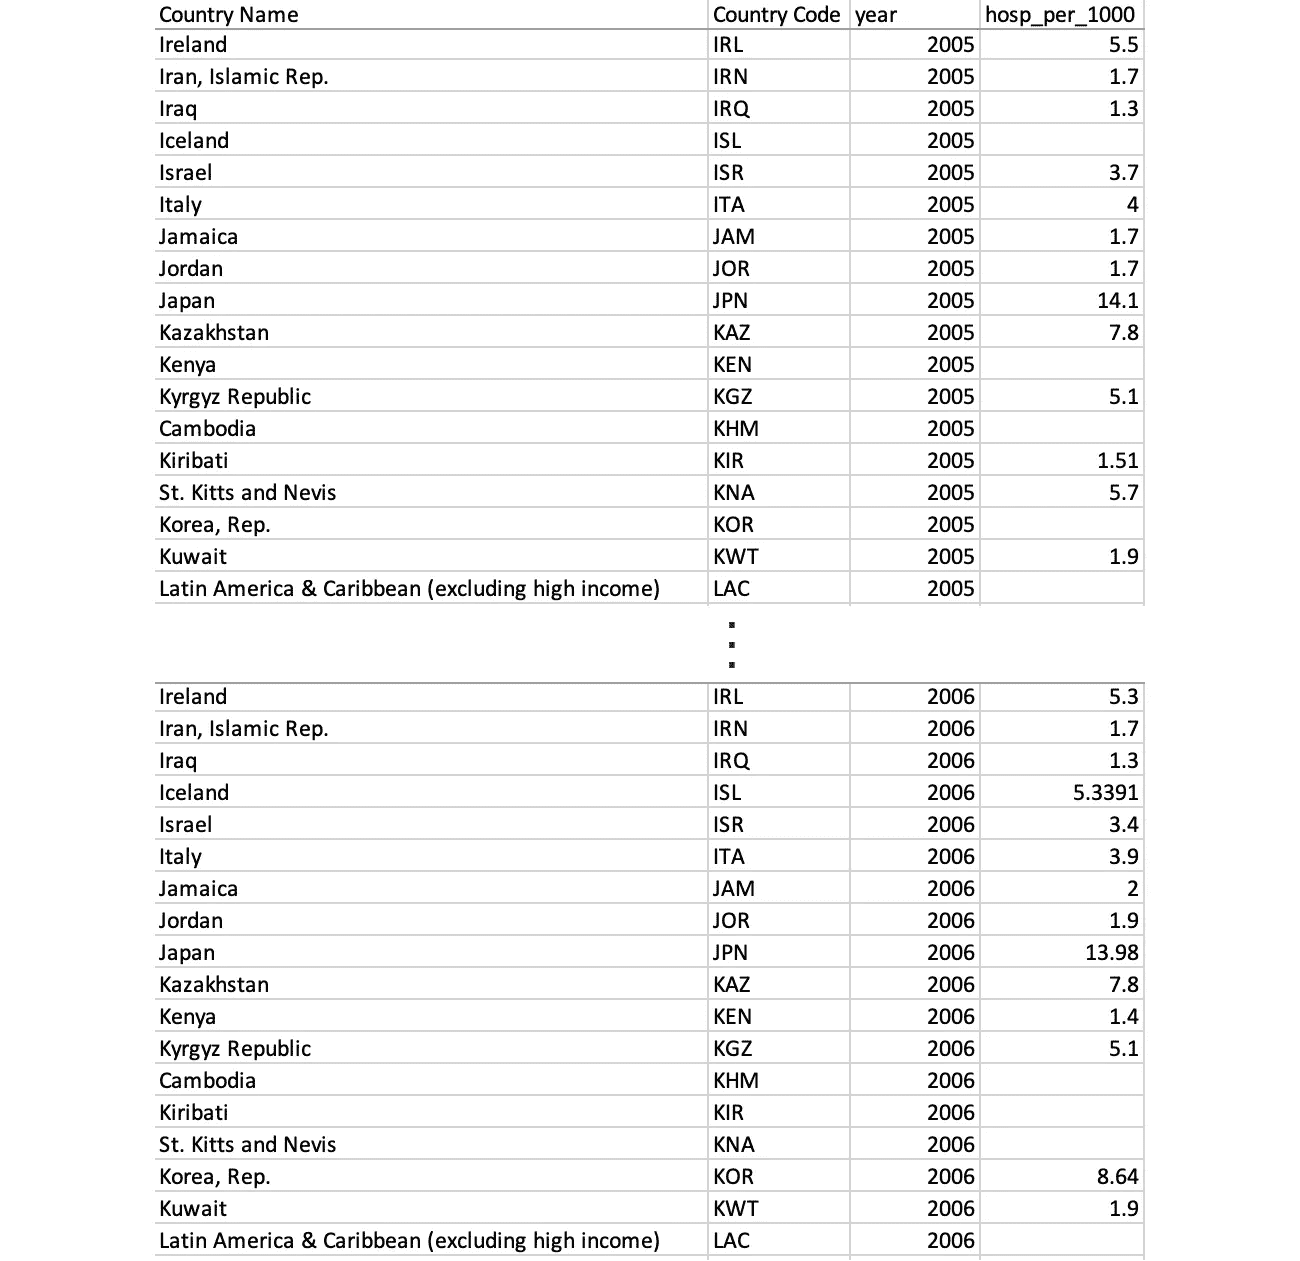 Country Name Country Code year hosp_per_1000
Ireland IRL 2005 5.5
Iran, Islamic Rep. IRN 2005 1.7
Iraq IRQ 2005 1.3
Iceland ISL 2005
Israel ISR 2005 3.7
Italy ITA 2005 4
Jamaica JAM 2005 1.7
Jordan JOR 2005 1.7
Japan JPN 2005 14.1
Kazakhstan KAZ 2005 7.8
Kenya KEN 2005
Kyrgyz Republic KGZ 2005 5.1
Cambodia KHM 2005
Kiribati KIR 2005 1.51
St. Kitts and Nevis KNA 2005 5.7
Korea, Rep. KOR 2005
Kuwait KWT 2005 1.9
Latin America & Caribbean (excluding high income) LAC 2005
Ireland IRL 2006 5.3
Iran, Islamic Rep. IRN 2006 1.7
Iraq IRQ 2006 1.3
Iceland ISL 2006 5.3391
Israel ISR 2006 3.4
Italy ITA 2006 3.9
Jamaica JAM 2006 2
Jordan JOR 2006 1.9
Japan JPN 2006 13.98
Kazakhstan KAZ 2006 7.8
Kenya KEN 2006 1.4
Kyrgyz Republic KGZ 2006 5.1
Cambodia KHM 2006
Kiribati KIR 2006
St. Kitts and Nevis KNA 2006
Korea, Rep. KOR 2006 8.64
Kuwait KWT 2006 1.9
Latin America & Caribbean (excluding high income) LAC 2006